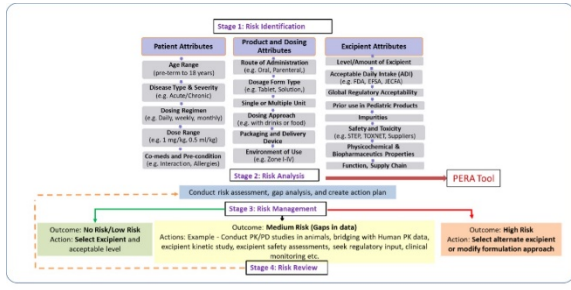 Stage 1: Risk Identification
Patient Attributes
Age Range
(pre-term to 18 years)
Disease Type & Severity
(e.g. Acute/Chronic)
Dosing Regimen
(e.g. Daily, weekly, monthly)
Dose Range
(e.g. 1 mg/kg, 0.5 ml/kg)
Co-meds and Pre-condition
(e.g. Interaction, Allergies)
Product and Dosing
Attributes
Route of Administration
(e.g. Oral, Parenteral,)
Dosage Form Type
(e.g. Tablet, Solution,)
Single or Multiple Unit
Dosing Approach
(e.g. with drinks or food)
Packaging and Delivery
Device
Environment of Use
(e.g. Zone I-IV)
Excipient Attributes
Level/Amount of Excipient
Acceptable Daily Intake (ADI)
(e.g. FDA, EFSA, JECFA)
Global Regulatory Acceptability
Prior use in Pediatric Products
Impurities
Safety and Toxicity
(e.g. STEP, TOXNET, Suppliers)
Physicochemical &
Biopharmaceutics Properties
Function, Supply Chain
Stage 2: Risk Analysis
PERA Tool
Conduct risk assessment, gap analysis, and create action plan
Stage 3: Risk Management
Outcome: No Risk/Low Risk
Action: Select Excipient and
acceptable level
Outcome: Medium Risk (Gaps in data)
Actions: Example - Conduct PK/PD studies in animals, bridging with Human PK data,
excipient kinetic study, excipient safety assessments, seek regulatory input, clinical
monitoring etc.
Outcome: High Risk
Action: Select alternate excipient
or modify formulation approach
Stage 4: Risk Review